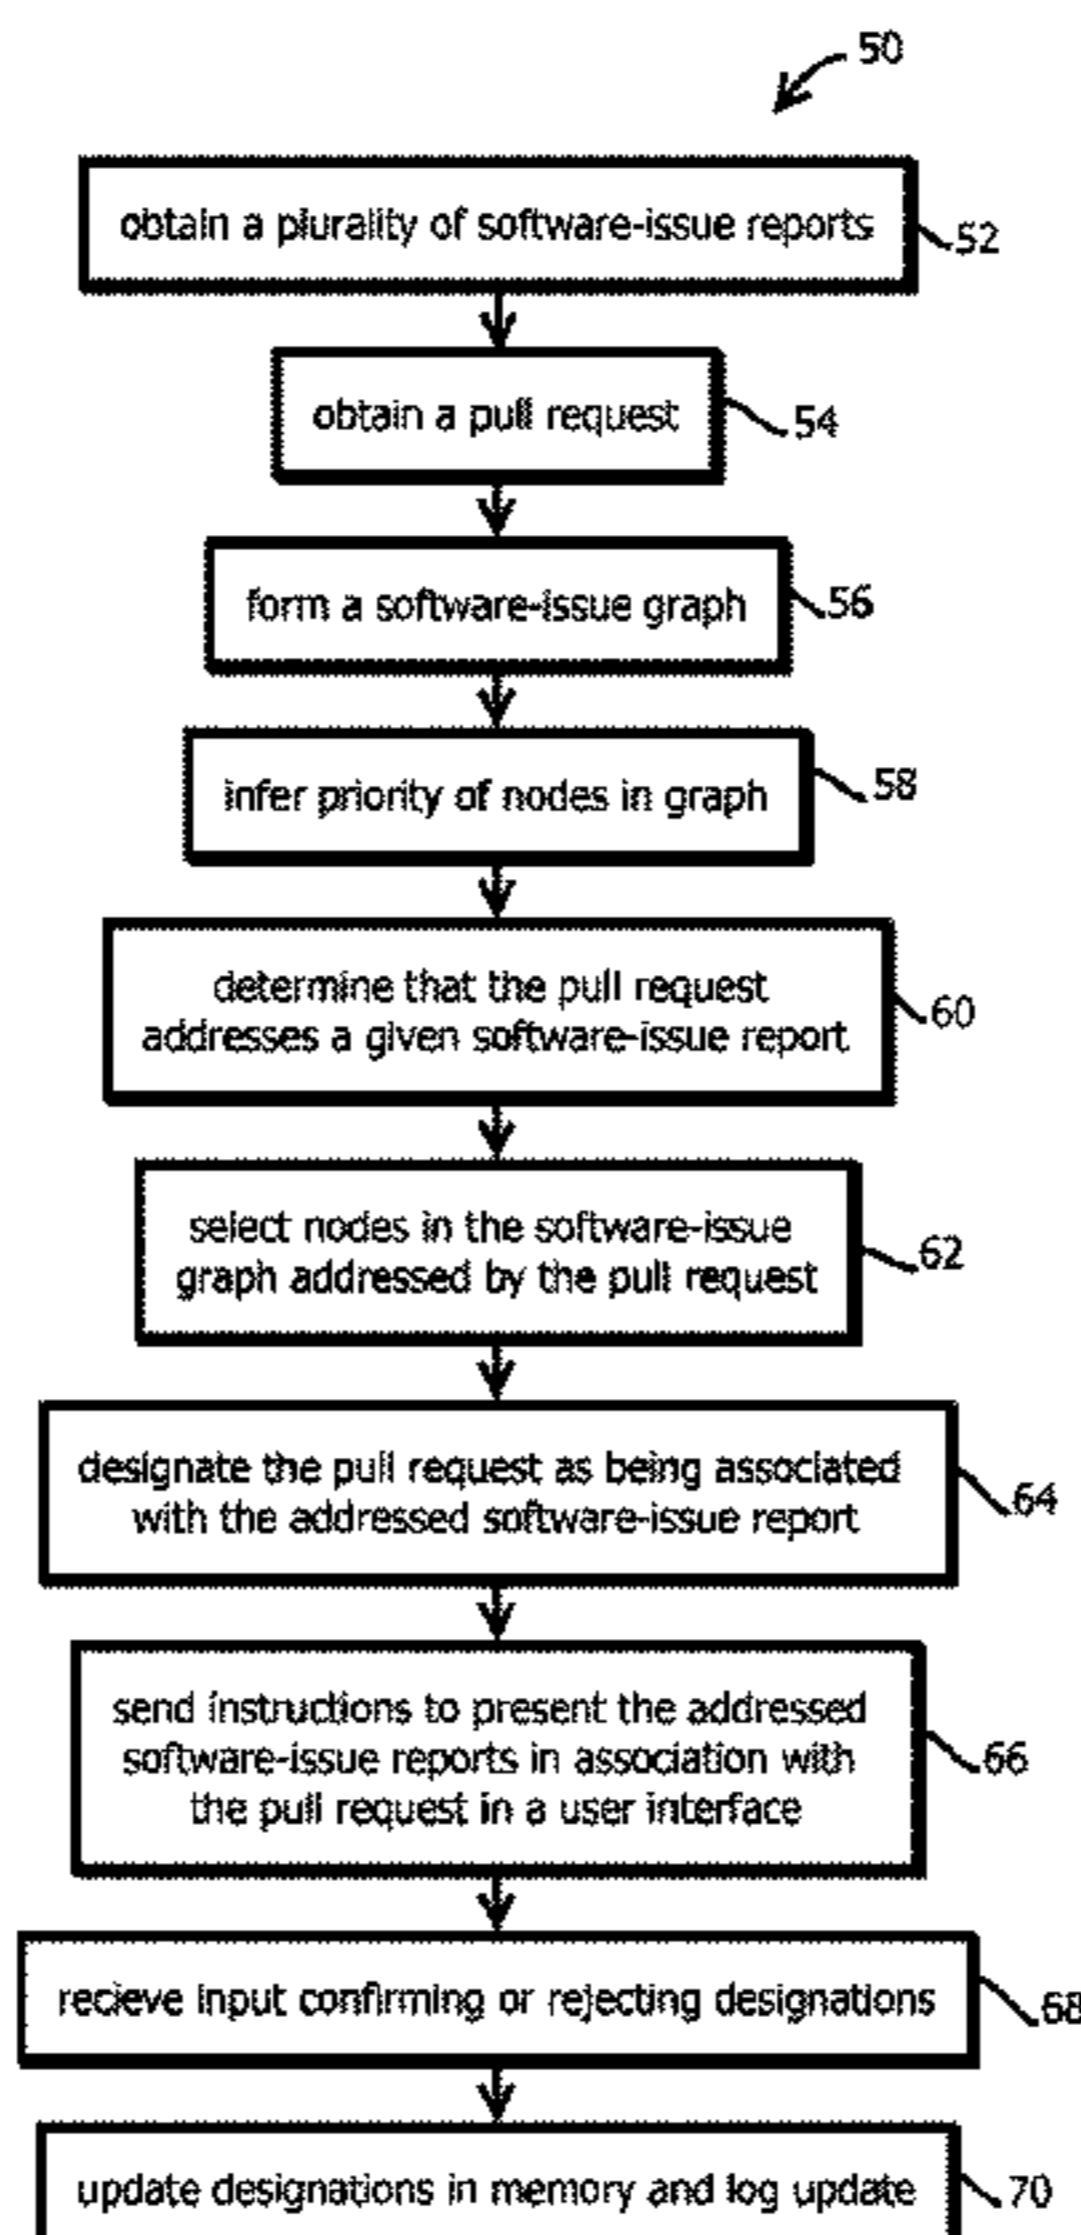 50
obtain a plurality of software-issue reports
52
obtain a pull request
54
form a software-issue graph
56
infer priority of nodes in graph
58
determine that the pull request
addresses a given software-issue report
60
select nodes in the software-issue
graph addressed by the pull request
62
designate the pull request as being associated
with the addressed software-issue report
64
send instructions to present the addressed
software-issue reports in association with
the pull request in a user interface
66
recieve input confirming or rejecting designations
68
update designations in memory and log update
70